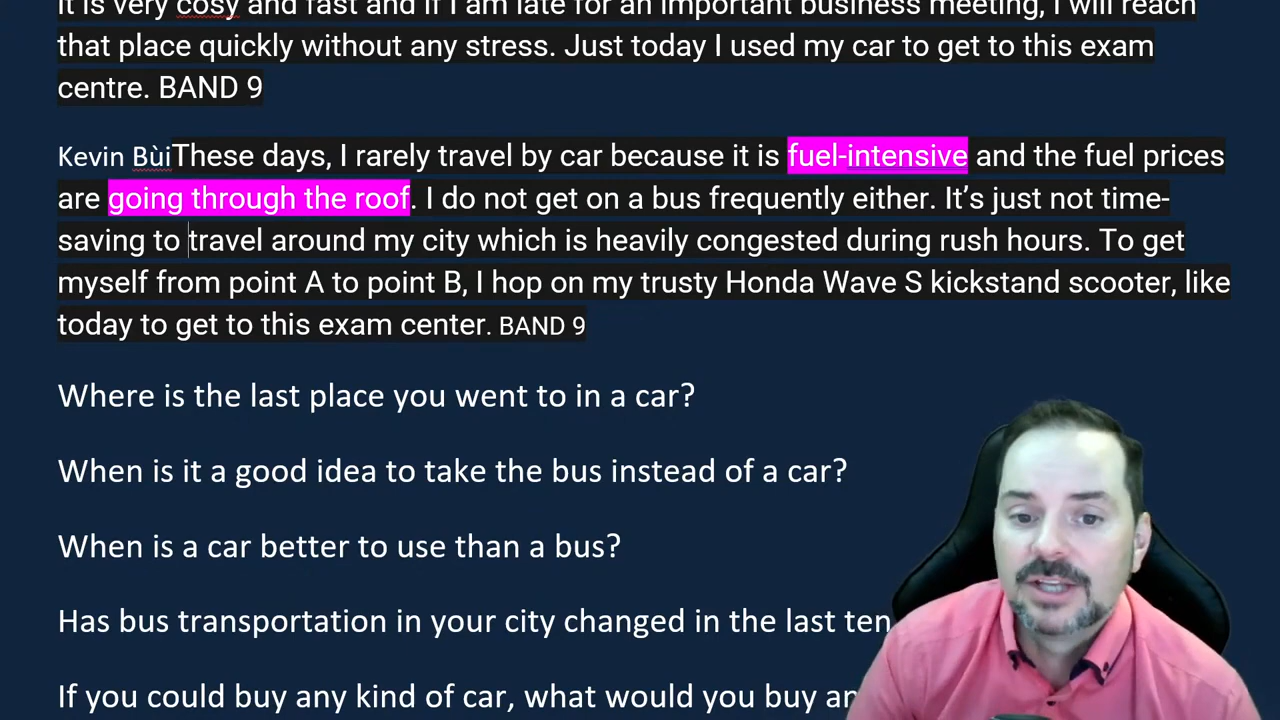 It is very cosy and fast and if I am late for an important business meeting, I will reach
that place quickly without any stress. Just today I used my car to get to this exam
centre. BAND 9
Kevin BùiThese days, I rarely travel by car because it is fuel-intensive and the fuel prices
are going through the roof. I do not get on a bus frequently either. It’s just not time-
saving to travel around my city which is heavily congested during rush hours. To get
myself from point A to point B, I hop on my trusty Honda Wave S kickstand scooter, like
today to get to this exam center. BAND 9
Where is the last place you went to in a car?
When is it a good idea to take the bus instead of a car?
When is a car better to use than a bus?
Has bus transportation in your city changed in the last ten
If you could buy any kind of car, what would you buy an